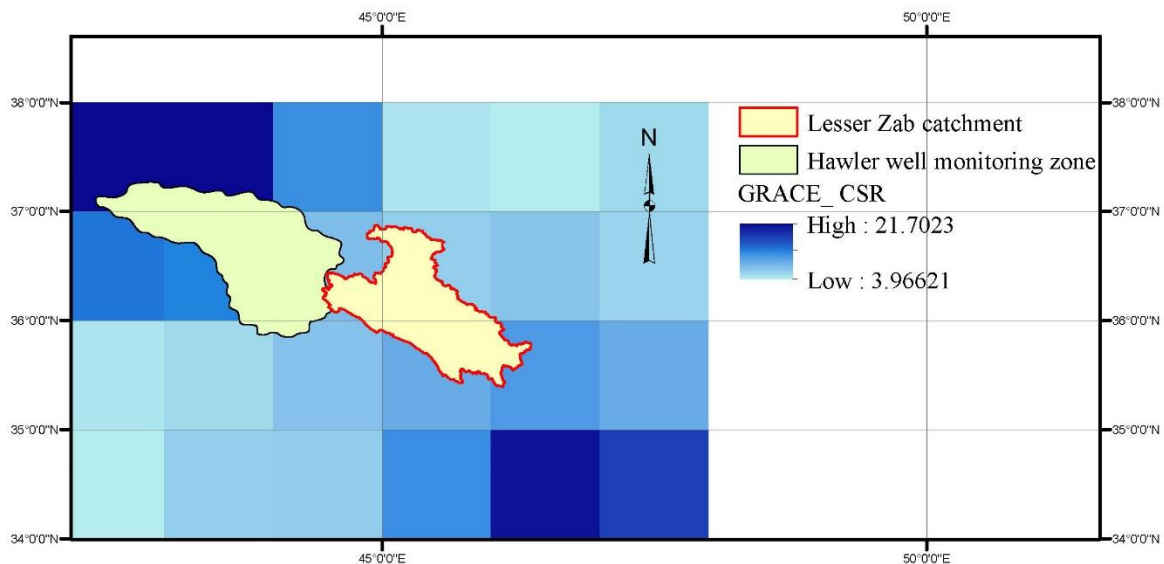 45°0'0"E 50°0'0"E
38°0'0"N 38°0'0"N
Lesser Zab catchment
N
Hawler well monitoring zone
37°0'0"N 37°0'0"N
GRACE_ CSR
High : 21.7023
Low : 3.96621
36°0'0"N 36°0'0"N
35°0'0"N 35°0'0"N
34°0'0"N 34°0'0"N
45°0'0"E 50°0'0"E